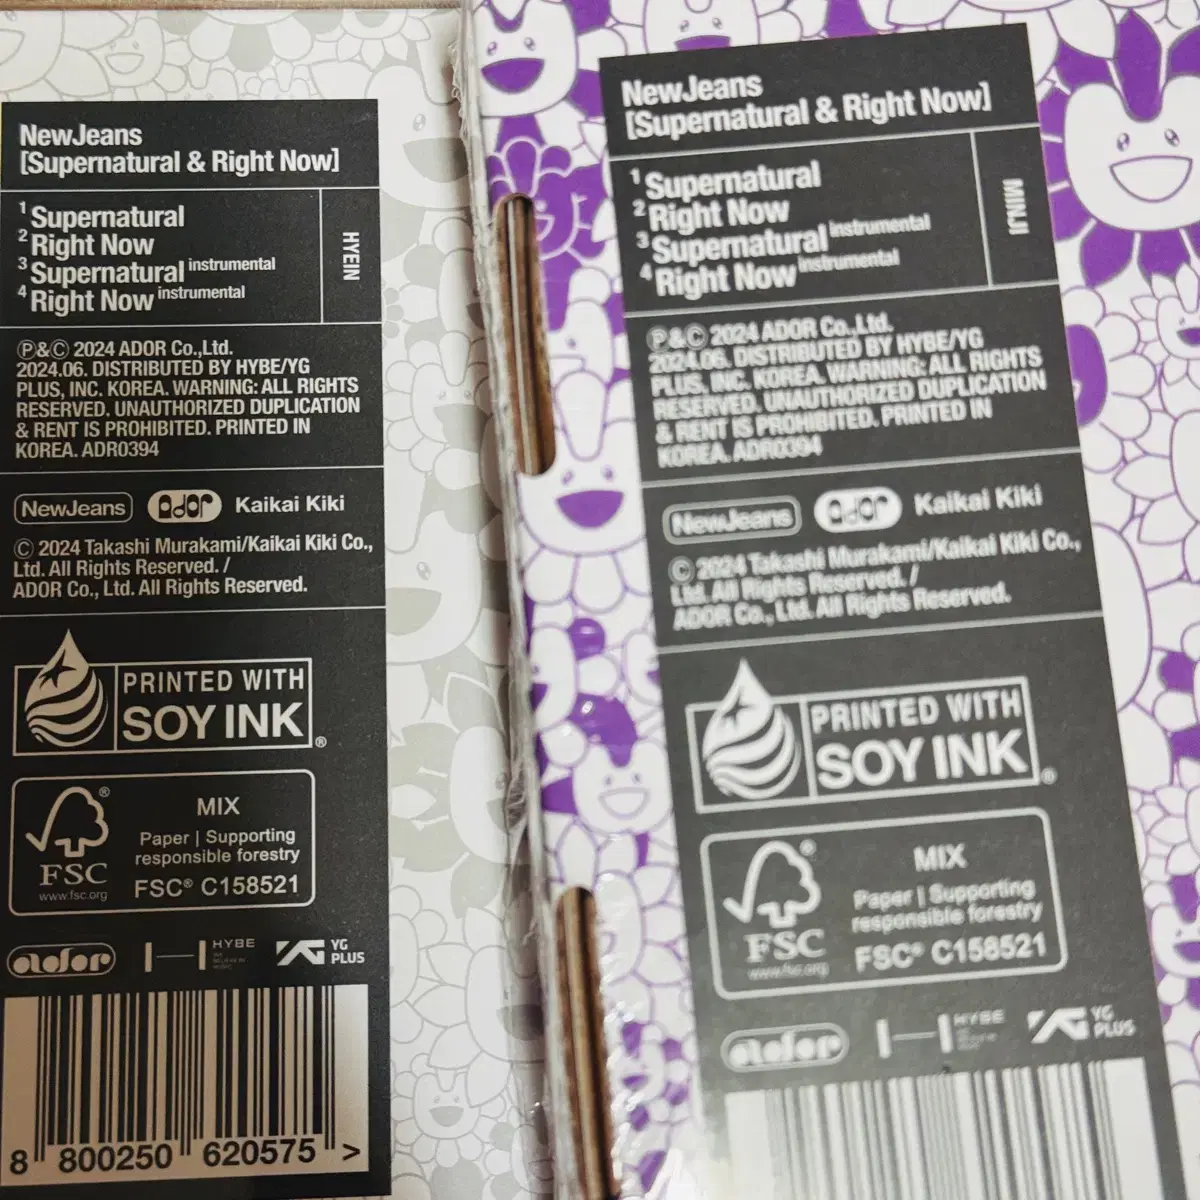 NewJeans
[Supernatural & Right Now]
1 Supernatural
2 Right Now
3 Supernatural instrumental
4 Right Now instrumental
HYEIN
Ⓟ&Ⓒ 2024 ADOR Co.,Ltd.
2024.06. DISTRIBUTED BY HYBE/YG
PLUS, INC. KOREA. WARNING: ALL RIGHTS
RESERVED. UNAUTHORIZED DUPLICATION
& RENT IS PROHIBITED. PRINTED IN
KOREA. ADR0394
NewJeans ador Kaikai Kiki
Ⓒ 2024 Takashi Murakami/Kaikai Kiki Co.,
Ltd. All Rights Reserved. /
ADOR Co., Ltd. All Rights Reserved.
PRINTED WITH
SOY INK ®
FSC ®
www.fsc.org
MIX
Paper | Supporting
responsible forestry
FSC® C158521
ador HYBE YG PLUS
8 800250 620575 >
NewJeans
[Supernatural & Right Now]
1 Supernatural
2 Right Now
3 Supernatural instrumental
4 Right Now instrumental
MINJI
Ⓟ&Ⓒ 2024 ADOR Co.,Ltd.
2024.06. DISTRIBUTED BY HYBE/YG
PLUS, INC. KOREA. WARNING: ALL RIGHTS
RESERVED. UNAUTHORIZED DUPLICATION
& RENT IS PROHIBITED. PRINTED IN
KOREA. ADR0394
NewJeans ador Kaikai Kiki
Ⓒ 2024 Takashi Murakami/Kaikai Kiki Co.,
Ltd. All Rights Reserved. /
ADOR Co., Ltd. All Rights Reserved.
PRINTED WITH
SOY INK ®
FSC ®
www.fsc.org
MIX
Paper | Supporting
responsible forestry
FSC® C158521
ador HYBE YG PLUS